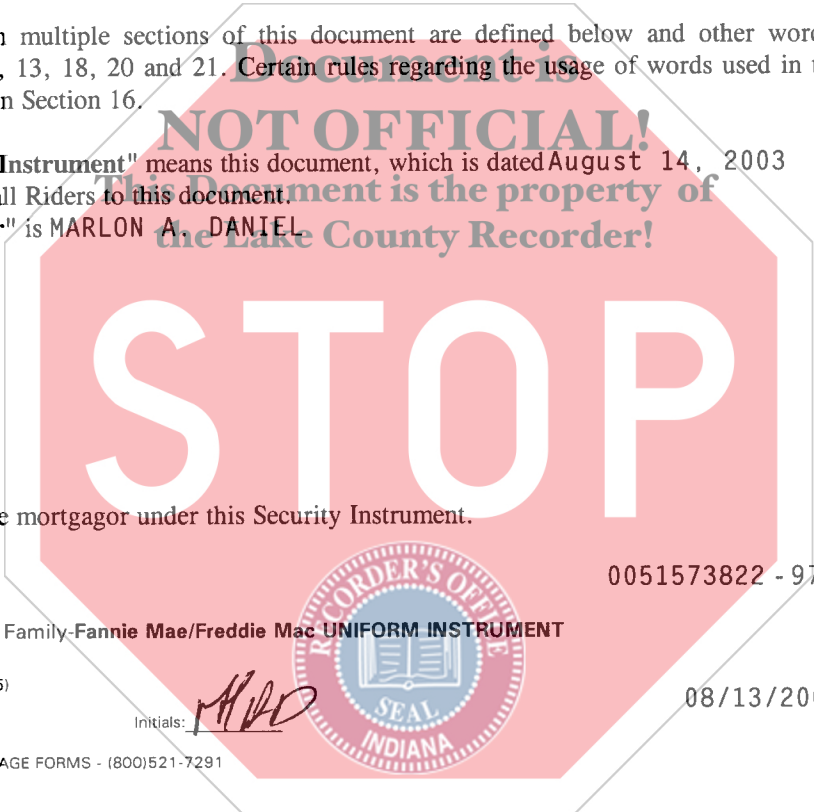 multiple sections of this document are defined below and other
Document is
, 13, 18, 20 and 21. Certain rules regarding the usage of words used in
n Section 16.
NOT OFFICIAL!
Instrument" means this document, which is dated August 14, 2003
This Document is the property of
all Riders to this document.
" is MARLON A. DANIEL
the Lake County Recorder!
STOP
mortgagor under this Security Instrument.
RECORDER'S OFFICE
0051573822 - 97
Family-Fannie Mae/Freddie Mac UNIFORM INSTRUMENT
SEAL
INDIANA
08/13/20
Initials: MAD
AGE FORMS - (800)521-7291